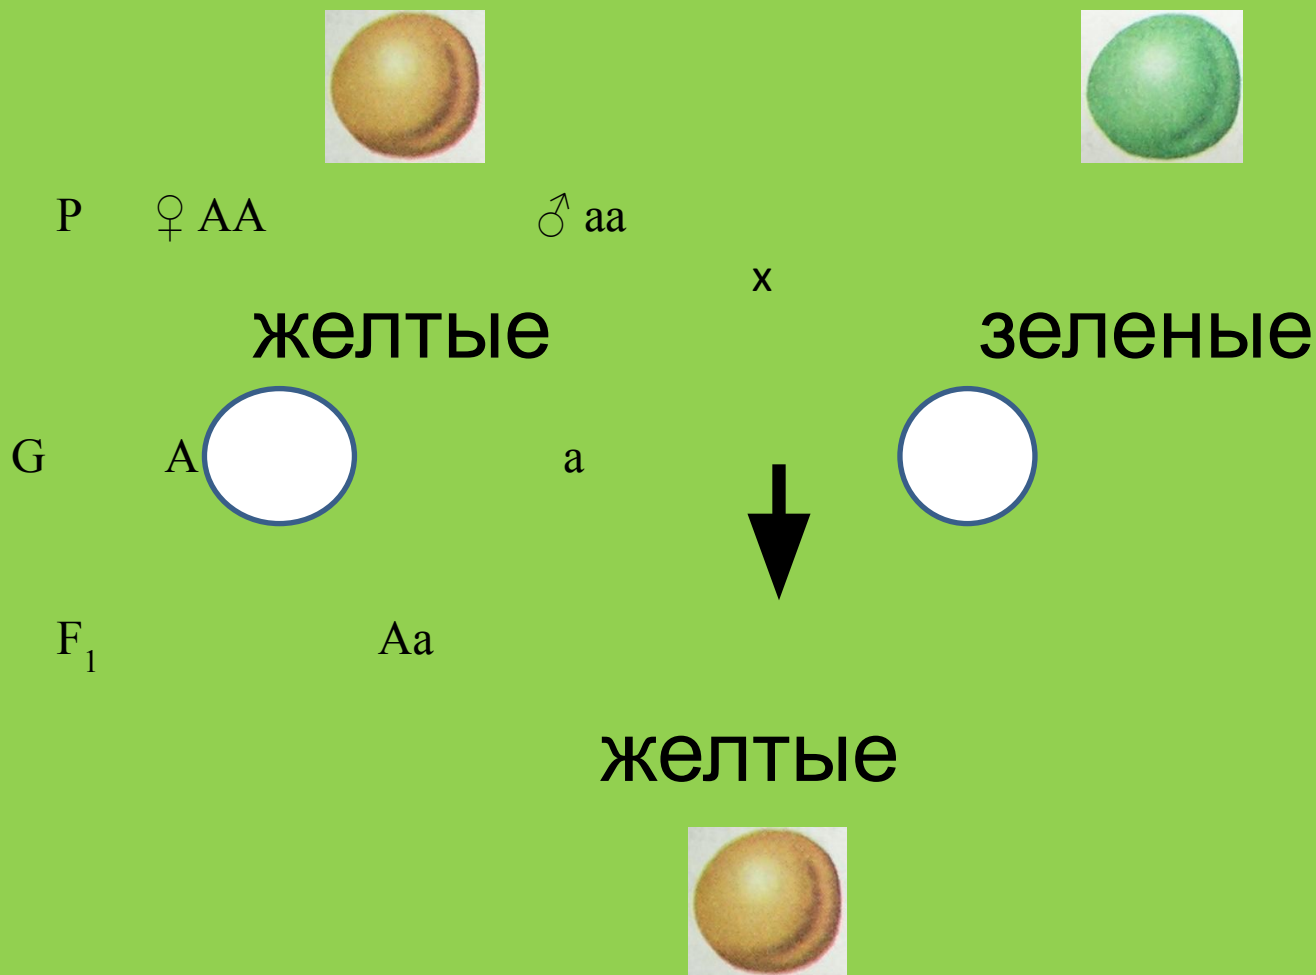 P ♀ AA ♂ aa
x
желтые зеленые
G A a
F₁ Aa
желтые